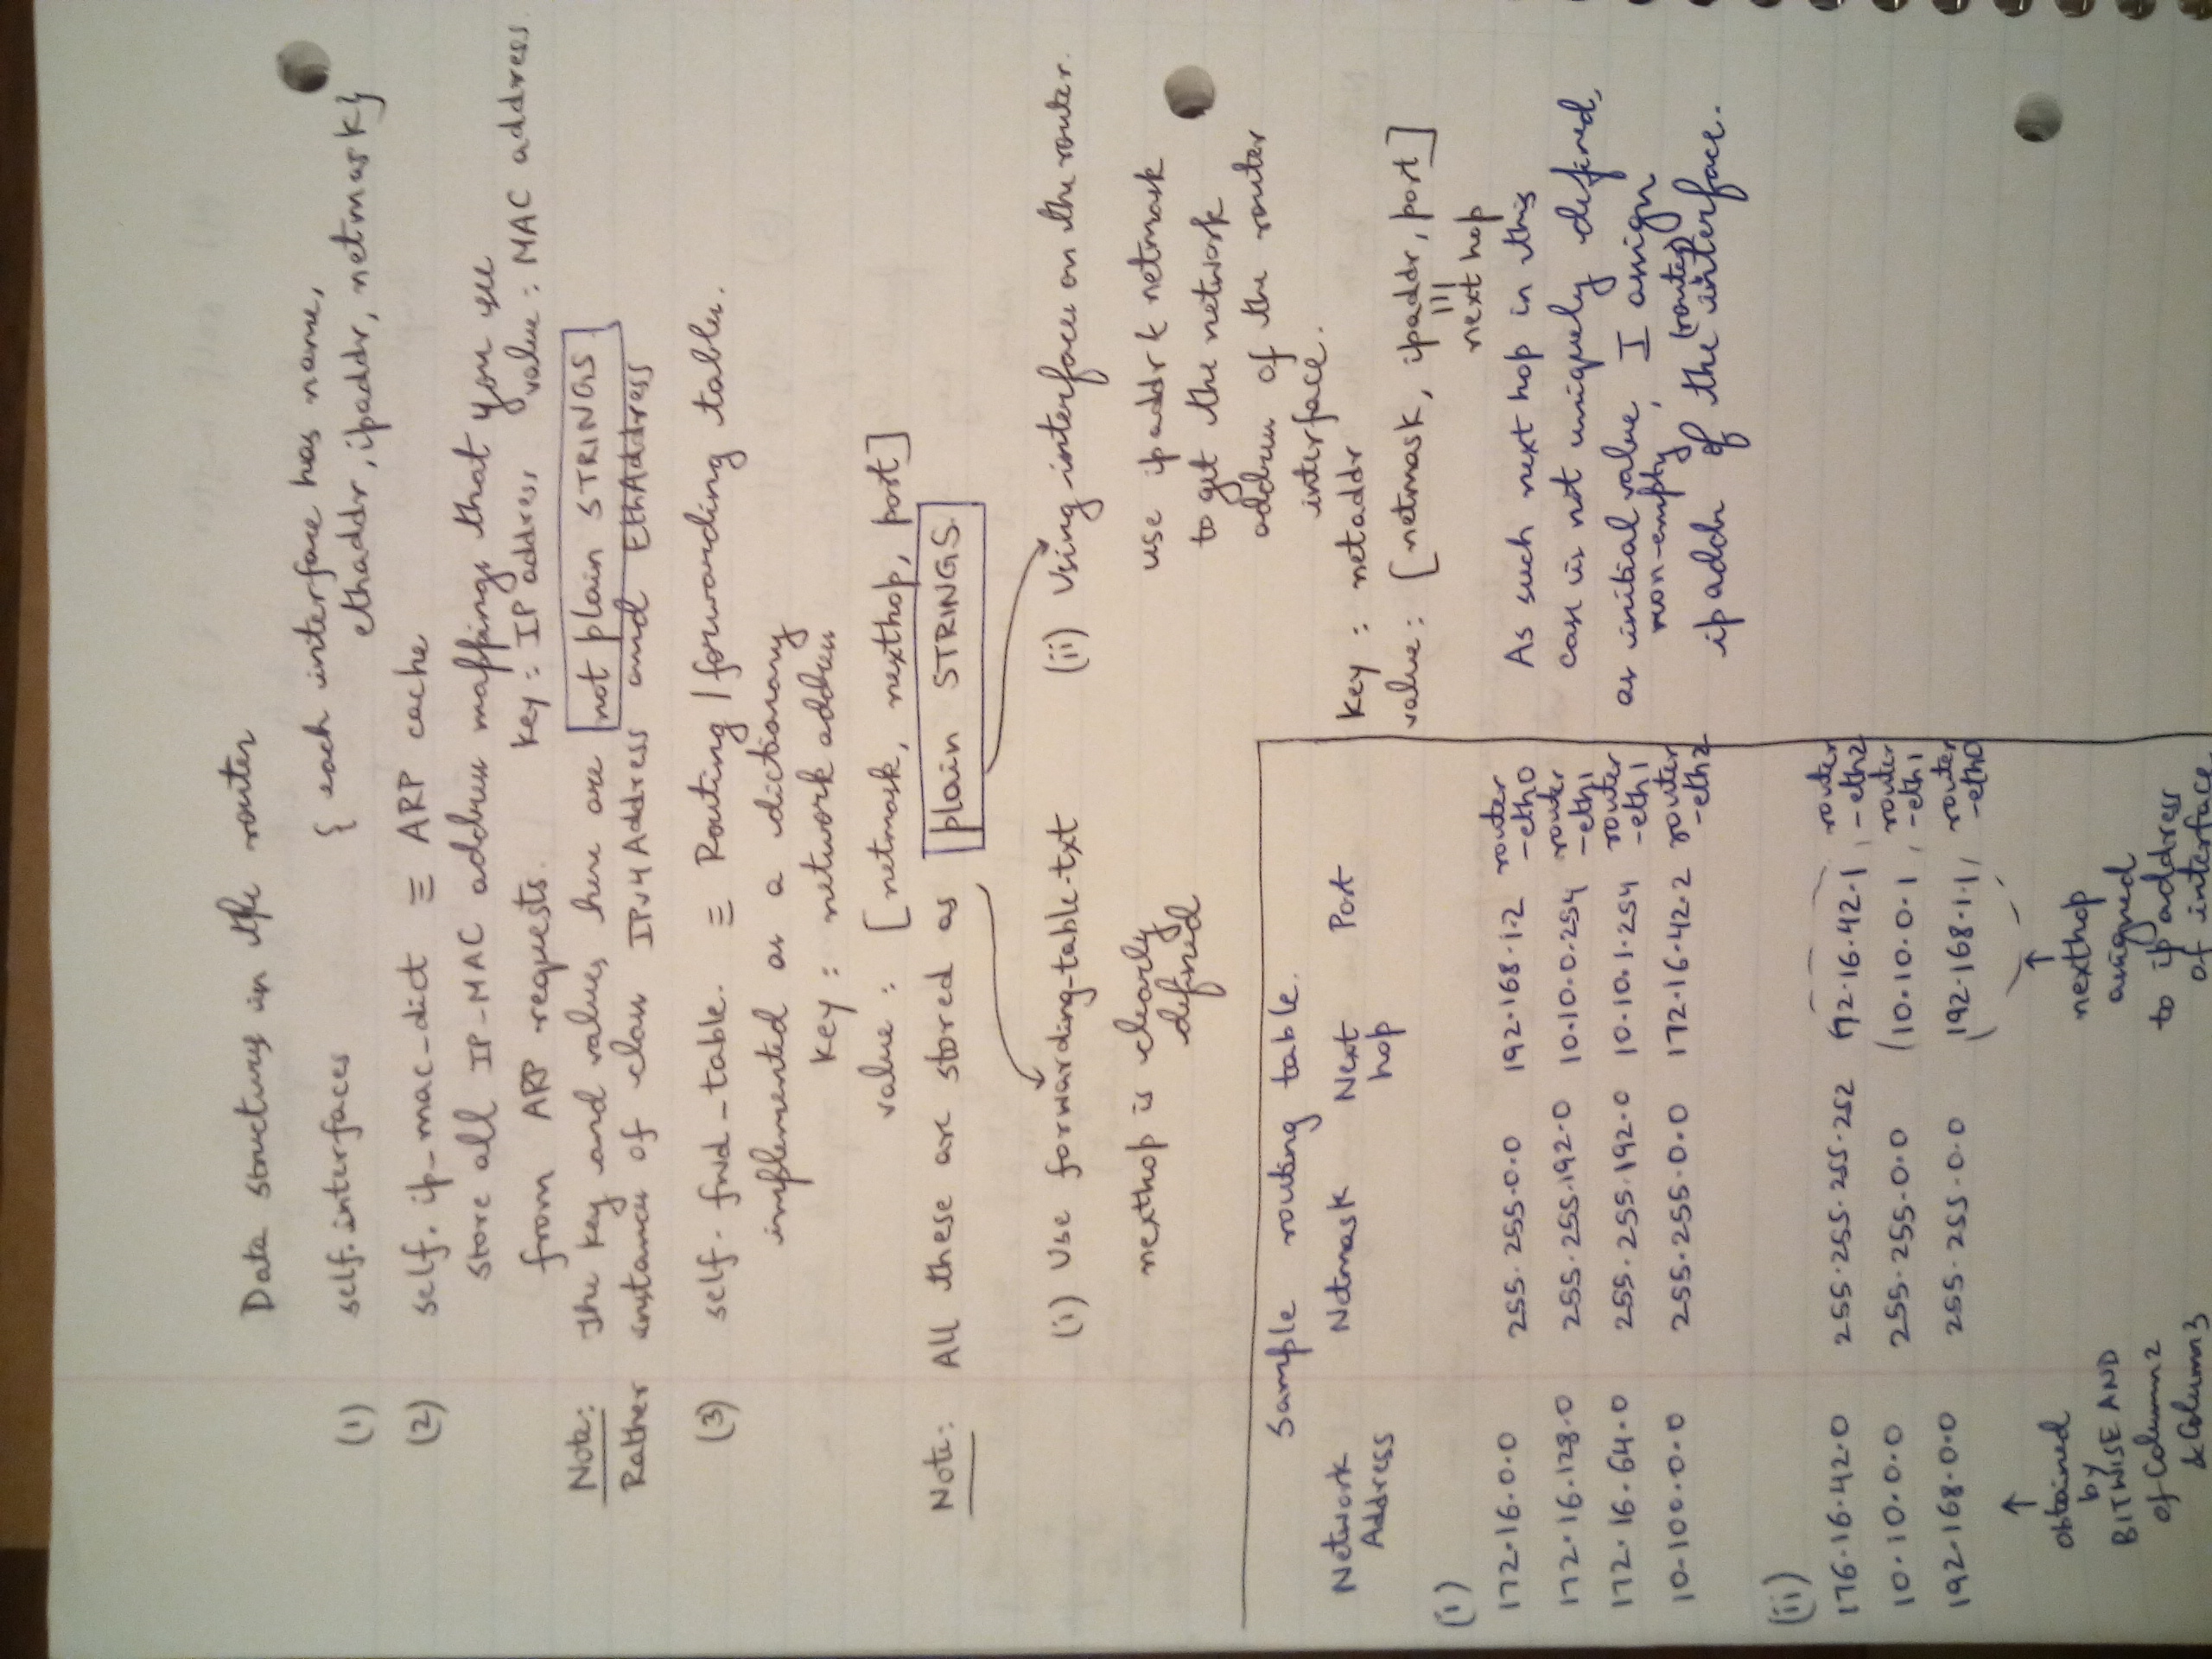 Data structures in the router
(1) self.interfaces { each interface has name,
ethaddr, ipaddr, netmask}
(2) self.ip_mac_dict ≡ ARP cache
store all IP-MAC address mappings that you see
from ARP requests. key : IP address value : MAC address
Note: The key and values here are not plain STRINGS.
Rather instances of class IPv4Address and EthAddress
(3) self.fwd_table. ≡ Routing / forwarding table.
implemented as a dictionary
key : network address
value : [netmask, nexthop, port]
Note: All these are stored as plain STRINGS.
(i) Use forwarding_table.txt
nexthop is clearly
defined
(ii) Using interfaces on the router.
use ipaddr & netmask
to get the network
address of the router
interface.
key : netaddr
value : [netmask, ipaddr, port]
≡
next hop
As such next hop in this
case is not uniquely defined,
as initial value, I assign
non-empty
(router)
ipaddr of the interface.
Sample routing table.
Network Netmask Next Port
Address hop
(i)
172.16.0.0 255.255.0.0 192.168.1.2 router
-eth0
172.16.128.0 255.255.192.0 10.10.0.254 router
-eth1
172.16.64.0 255.255.192.0 10.10.1.254 router
-eth1
10.100.0.0 255.255.0.0 172.16.42.2 router
-eth2
(ii)
176.16.42.0 255.255.255.252 172.16.42.1 router
-eth2
10.10.0.0 255.255.0.0 10.10.0.1 router
-eth1
192.168.0.0 255.255.0.0 192.168.1.1 router
-eth0
↑
obtained
by
BITWISE AND
of Column 2
& Column 3
↑
nexthop
assigned
to ip address
of interface